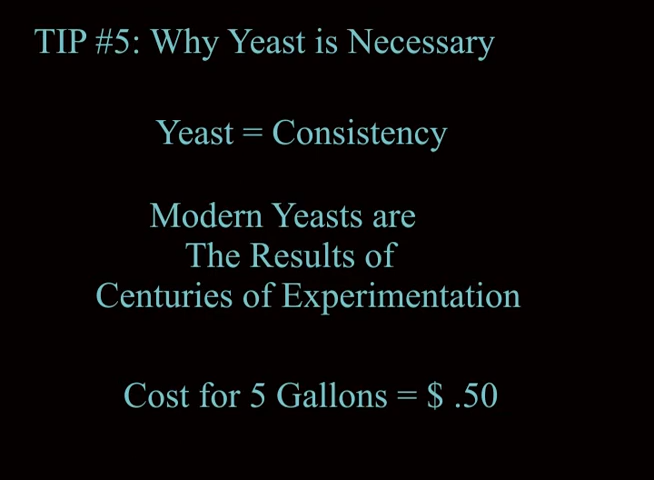 TIP #5: Why Yeast is Necessary
Yeast = Consistency
Modern Yeasts are
The Results of
Centuries of Experimentation
Cost for 5 Gallons = $ .50